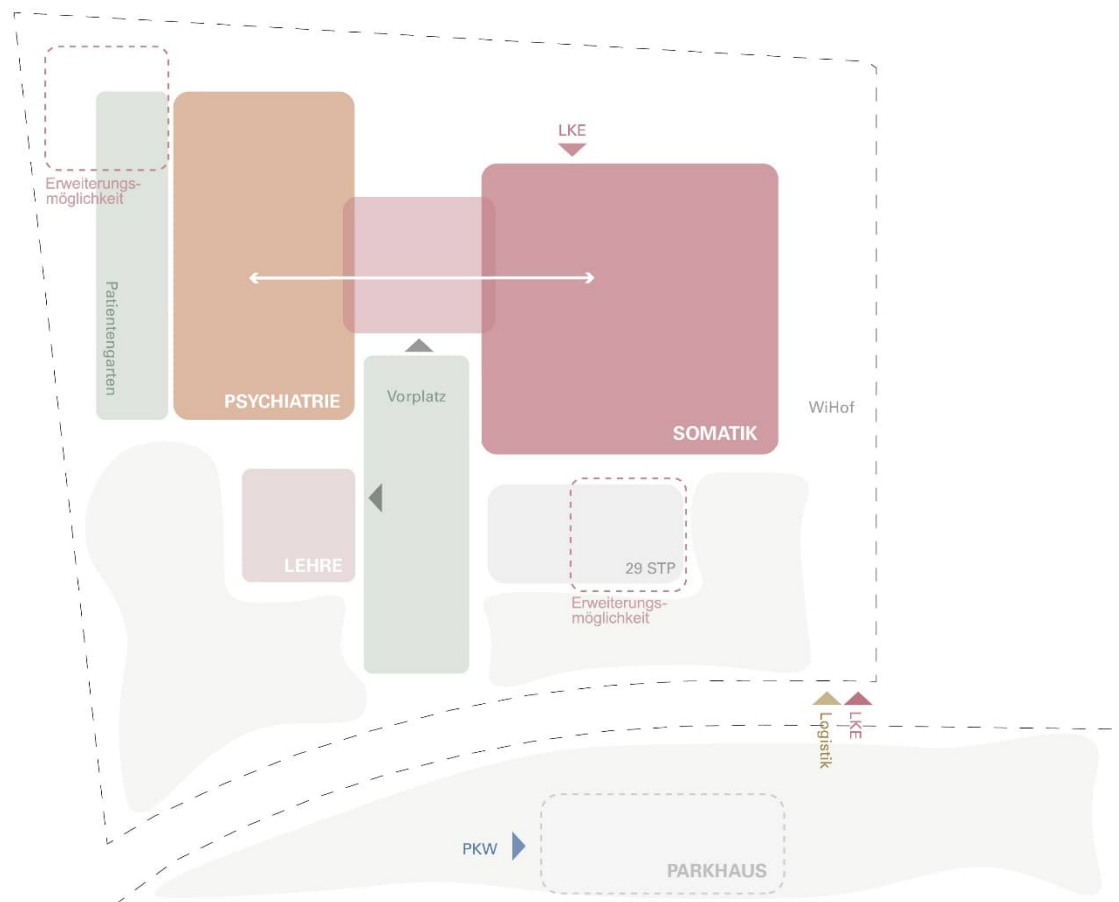 LKE
Erweiterungs-
möglichkeit
Patientengarten
PSYCHIATRIE
Vorplatz
SOMATIK
WiHof
LEHRE
29 STP
Erweiterungs-
möglichkeit
Logistik
LKE
PKW
PARKHAUS